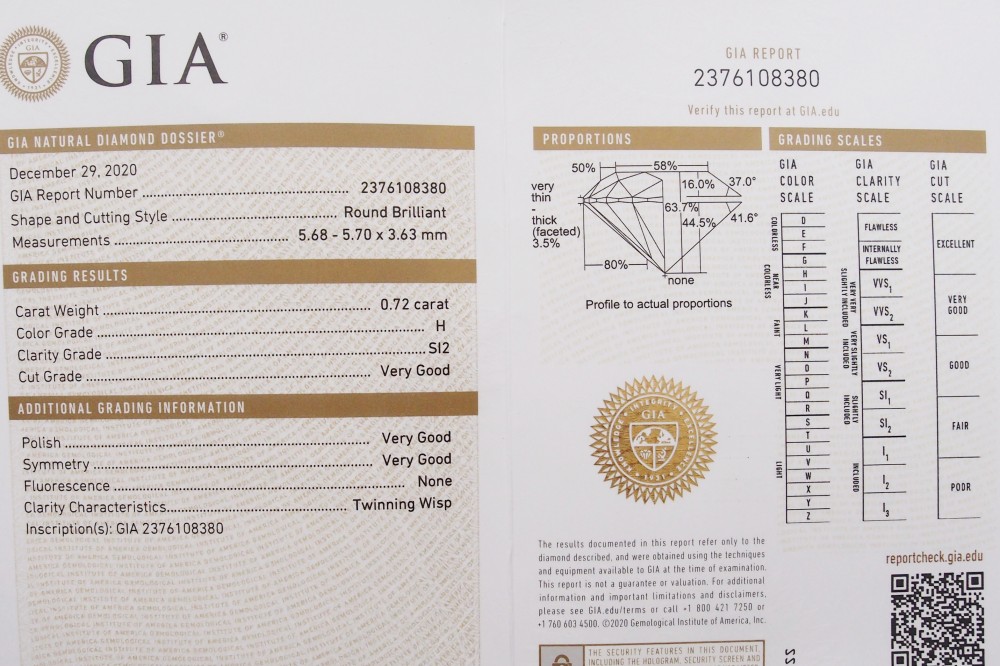 GIA®
GIA NATURAL DIAMOND DOSSIER®
December 29, 2020
GIA Report Number 2376108380
Shape and Cutting Style Round Brilliant
Measurements 5.68 - 5.70 x 3.63 mm
GRADING RESULTS
Carat Weight 0.72 carat
Color Grade H
Clarity Grade SI2
Cut Grade Very Good
ADDITIONAL GRADING INFORMATION
Polish Very Good
Symmetry Very Good
Fluorescence None
Clarity Characteristics Twinning Wisp
Inscription(s): GIA 2376108380
GIA REPORT
2376108380
Verify this report at GIA.edu
PROPORTIONS
50%
58%
very
thin
-
thick
(faceted)
3.5%
16.0%
37.0°
63.7%
44.5%
41.6°
80%
none
Profile to actual proportions
GIA
The results documented in this report refer only to the
diamond described, and were obtained using the techniques
and equipment available to GIA at the time of examination.
This report is not a guarantee or valuation. For additional
information and important limitations and disclaimers,
please see GIA.edu/terms or call +1 800 421 7250 or
+1 760 603 4500. ©2020 Gemological Institute of America, Inc.
THE SECURITY FEATURES IN THIS DOCUMENT,
INCLUDING THE HOLOGRAM, SECURITY SCREEN AND
GRADING SCALES
GIA
COLOR
SCALE
COLORLESS
D
E
F
NEAR COLORLESS
G
H
I
J
FAINT
K
L
M
VERY LIGHT
N
O
P
Q
R
LIGHT
S
T
U
V
W
X
Y
Z
GIA
CLARITY
SCALE
FLAWLESS
INTERNALLY
FLAWLESS
VERY VERY SLIGHTLY INCLUDED
VVS1
VVS2
VERY SLIGHTLY INCLUDED
VS1
VS2
SLIGHTLY INCLUDED
SI1
SI2
INCLUDED
I1
I2
I3
GIA
CUT
SCALE
EXCELLENT
VERY
GOOD
GOOD
FAIR
POOR
reportcheck.gia.edu